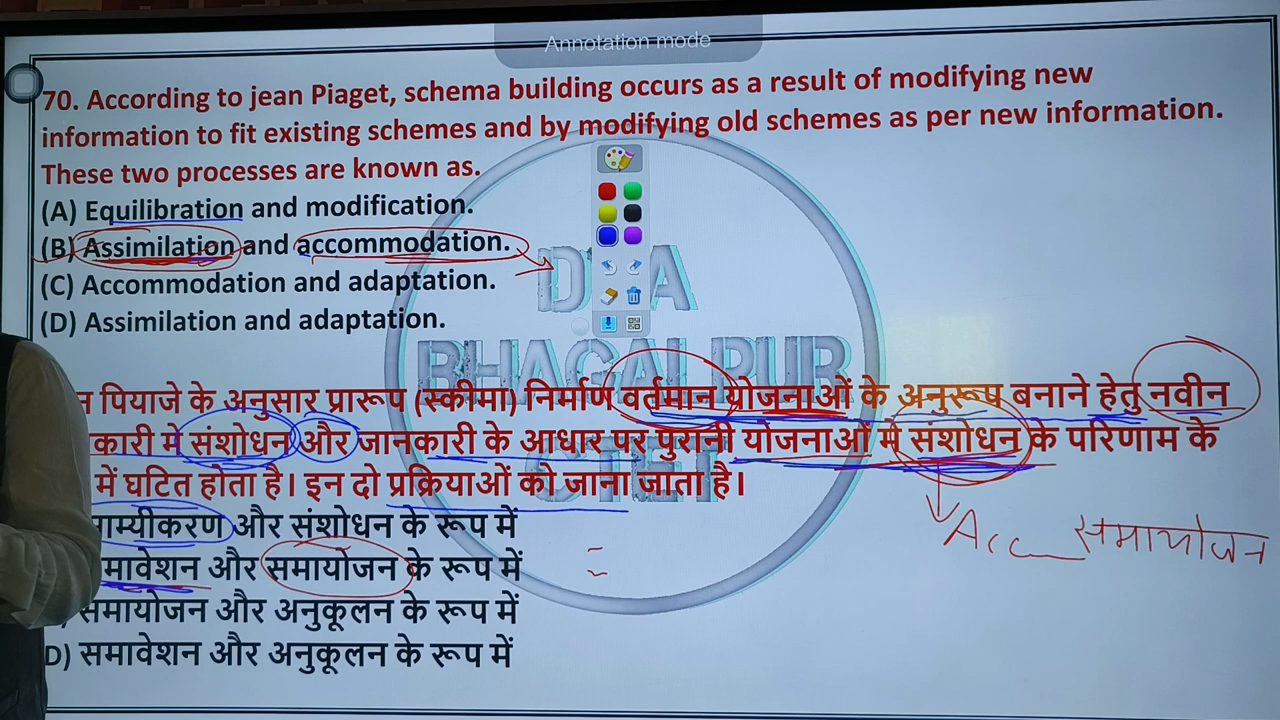 Annotation mode
70. According to jean Piaget, schema building occurs as a result of modifying new
information to fit existing schemes and by modifying old schemes as per new information.
These two processes are known as.
(A) Equilibration and modification.
(B) Assimilation and accommodation.
(C) Accommodation and adaptation.
(D) Assimilation and adaptation.
D A
BHAGALPUR
CTET
पियाजे के अनुसार प्रारूप (स्कीमा) निर्माण वर्तमान योजनाओं के अनुरूप बनाने हेतु नवीन
कारी में संशोधन और जानकारी के आधार पर पुरानी योजनाओं में संशोधन के परिणाम के
में घटित होता है। इन दो प्रक्रियाओं को जाना जाता है।
म्यीकरण और संशोधन के रूप में
मावेशन और समायोजन के रूप में
समायोजन और अनुकूलन के रूप में
D) समावेशन और अनुकूलन के रूप में
Acc समायोजन